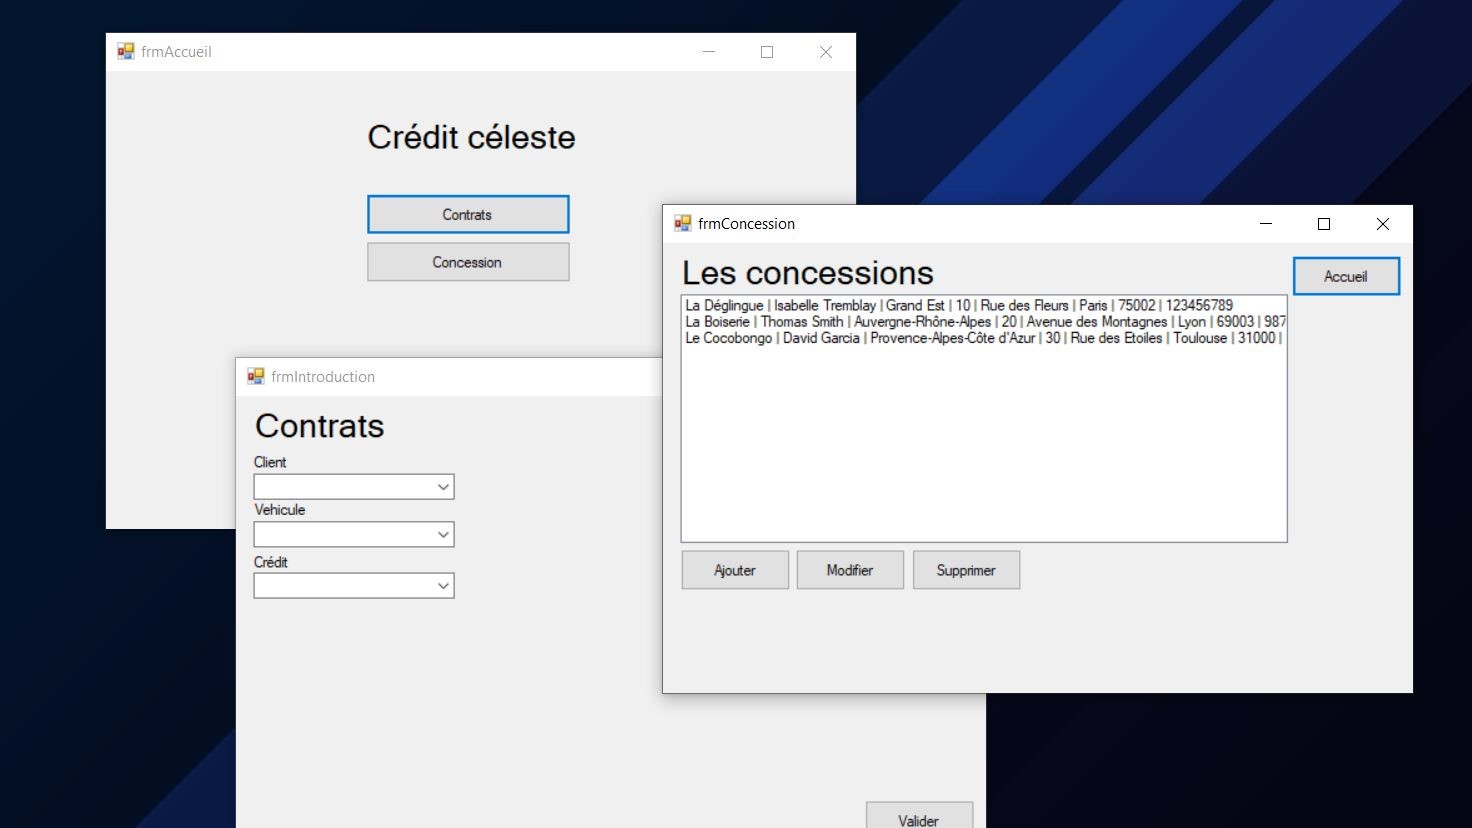 frmAccueil
Crédit céleste
Contrats
Concession
frmConcession
Les concessions
Accueil
La Déglingue | Isabelle Tremblay | Grand Est | 10 | Rue des Fleurs | Paris | 75002 | 123456789
La Boiserie | Thomas Smith | Auvergne-Rhône-Alpes | 20 | Avenue des Montagnes | Lyon | 69003 | 987
Le Cocobongo | David Garcia | Provence-Alpes-Côte d'Azur | 30 | Rue des Etoiles | Toulouse | 31000 |
Ajouter
Modifier
Supprimer
frmIntroduction
Contrats
Client
Vehicule
Crédit
Valider